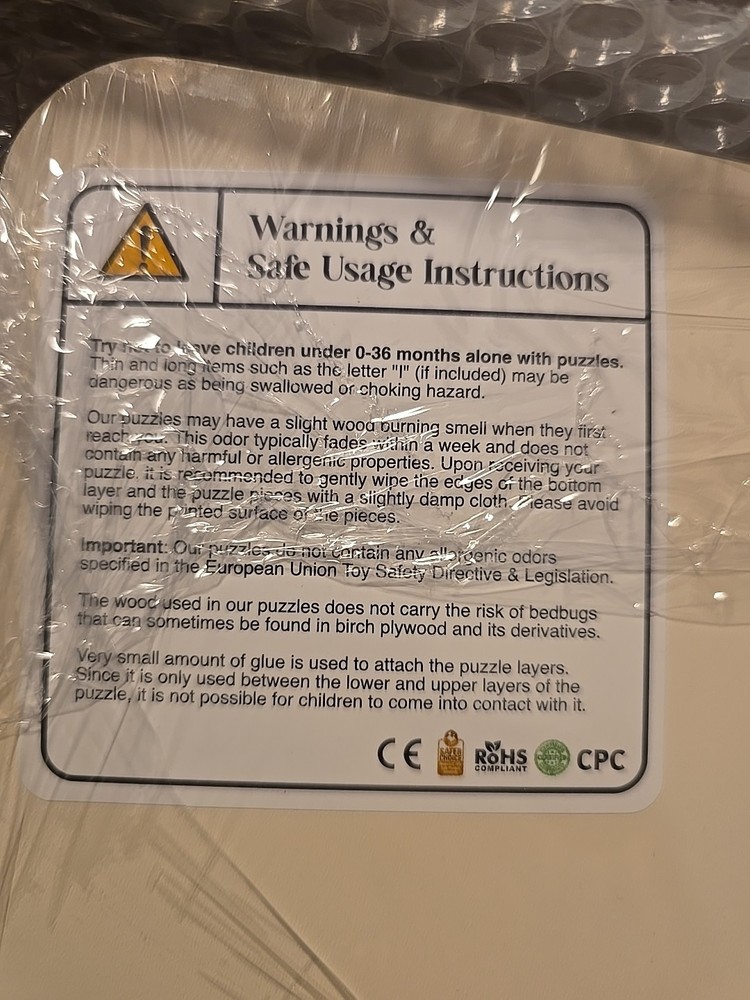 Warnings &
Safe Usage Instructions
Try not to leave children under 0-36 months alone with puzzles.
Thin and long items such as the letter "I" (if included) may be
dangerous as being swallowed or choking hazard.
Our puzzles may have a slight wood burning smell when they first
reach you. This odor typically fades within a week and does not
contain any harmful or allergenic properties. Upon receiving your
puzzle, it is recommended to gently wipe the edges of the bottom
layer and the puzzle pieces with a slightly damp cloth. Please avoid
wiping the printed surface of the pieces.
Important: Our puzzles do not contain any allergenic odors
specified in the European Union Toy Safety Directive & Legislation.
The wood used in our puzzles does not carry the risk of bedbugs
that can sometimes be found in birch plywood and its derivatives.
Very small amount of glue is used to attach the puzzle layers.
Since it is only used between the lower and upper layers of the
puzzle, it is not possible for children to come into contact with it.
CE SAFER CHOICE RoHS COMPLIANT CPC